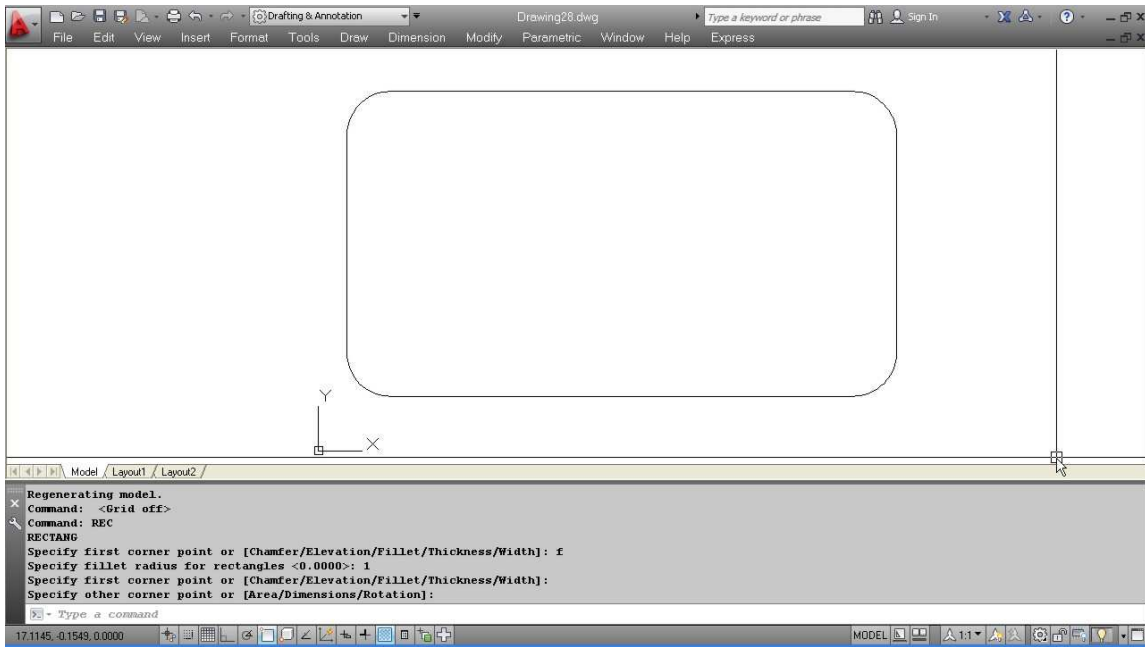 Drafting & Annotation
Drawing28.dwg
Type a keyword or phrase
Sign In
File Edit View Insert Format Tools Draw Dimension Modify Parametric Window Help Express
Y
X
Model Layout1 Layout2
Regenerating model.
Command: <Grid off>
Command: REC
RECTANG
Specify first corner point or [Chamfer/Elevation/Fillet/Thickness/Width]: f
Specify fillet radius for rectangles <0.0000>: 1
Specify first corner point or [Chamfer/Elevation/Fillet/Thickness/Width]:
Specify other corner point or [Area/Dimensions/Rotation]:
Type a command
17.1145, -0.1549, 0.0000
MODEL
1:1